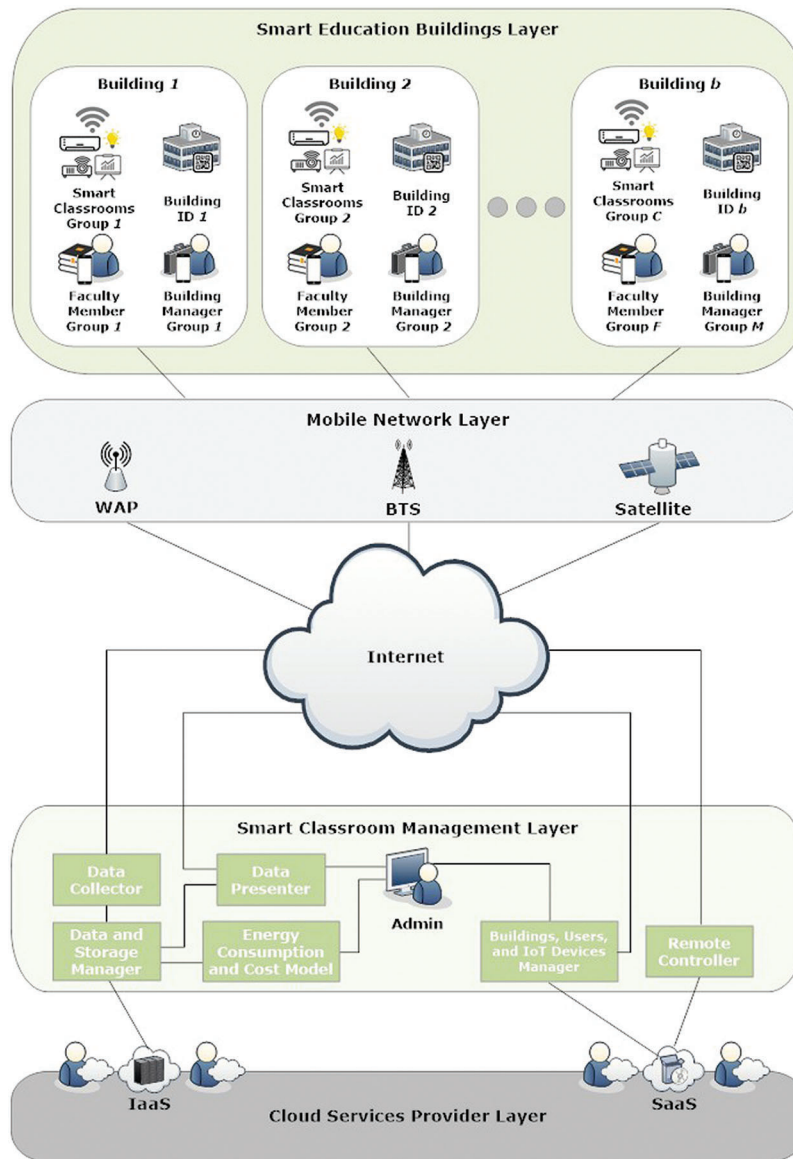 Smart Education Buildings Layer
Building 1
Smart
Classrooms
Group 1
Building
ID 1
Faculty
Member
Group 1
Building
Manager
Group 1
Building 2
Smart
Classrooms
Group 2
Building
ID 2
Faculty
Member
Group 2
Building
Manager
Group 2
Building b
Smart
Classrooms
Group C
Building
ID b
Faculty
Member
Group F
Building
Manager
Group M
Mobile Network Layer
WAP
BTS
Satellite
Internet
Smart Classroom Management Layer
Data
Collector
Data
Presenter
Admin
Data and
Storage
Manager
Energy
Consumption
and Cost Model
Buildings, Users,
and IoT Devices
Manager
Remote
Controller
IaaS
SaaS
Cloud Services Provider Layer